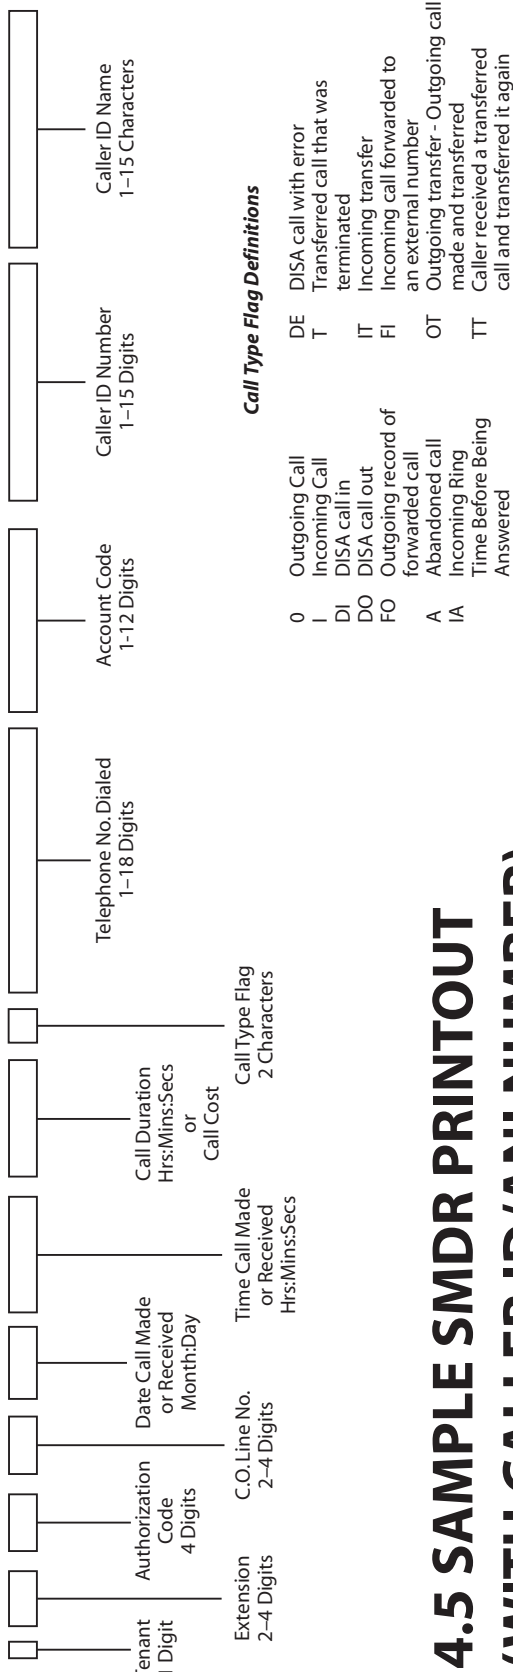 Tenant
1 Digit
Extension
2–4 Digits
Authorization
Code
4 Digits
C.O. Line No.
2–4 Digits
Date Call Made
or Received
Month:Day
Time Call Made
or Received
Hrs:Mins:Secs
Call Duration
Hrs:Mins:Secs
or
Call Cost
Call Type Flag
2 Characters
Telephone No. Dialed
1–18 Digits
Account Code
1-12 Digits
Caller ID Number
1–15 Digits
Caller ID Name
1–15 Characters
Call Type Flag Definitions
0 Outgoing Call
I Incoming Call
DI DISA call in
DO DISA call out
FO Outgoing record of
forwarded call
A Abandoned call
IA Incoming Ring
Time Before Being
Answered
DE DISA call with error
T Transferred call that was
terminated
IT Incoming transfer
FI Incoming call forwarded to
an external number
OT Outgoing transfer - Outgoing call
made and transferred
TT Caller received a transferred
call and transferred it again
4.5 SAMPLE SMDR PRINTOUT
(WITH CALLER ID/ANI NUMBER)